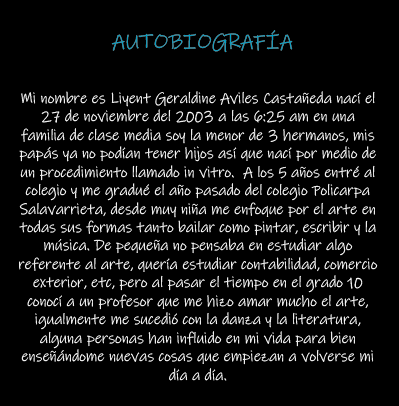 AUTOBIOGRAFÍA
Mi nombre es Liyent Geraldine Aviles Castañeda nací el
27 de noviembre del 2003 a las 6:25 am en una
familia de clase media soy la menor de 3 hermanos, mis
papás ya no podían tener hijos así que nací por medio de
un procedimiento llamado in vitro. A los 5 años entré al
colegio y me gradué el año pasado del colegio Policarpa
Salavarrieta, desde muy niña me enfoque por el arte en
todas sus formas tanto bailar como pintar, escribir y la
música. De pequeña no pensaba en estudiar algo
referente al arte, quería estudiar contabilidad, comercio
exterior, etc, pero al pasar el tiempo en el grado 10
conocí a un profesor que me hizo amar mucho el arte,
igualmente me sucedió con la danza y la literatura,
alguna personas han influido en mi vida para bien
enseñándome nuevas cosas que empiezan a volverse mi
día a día.